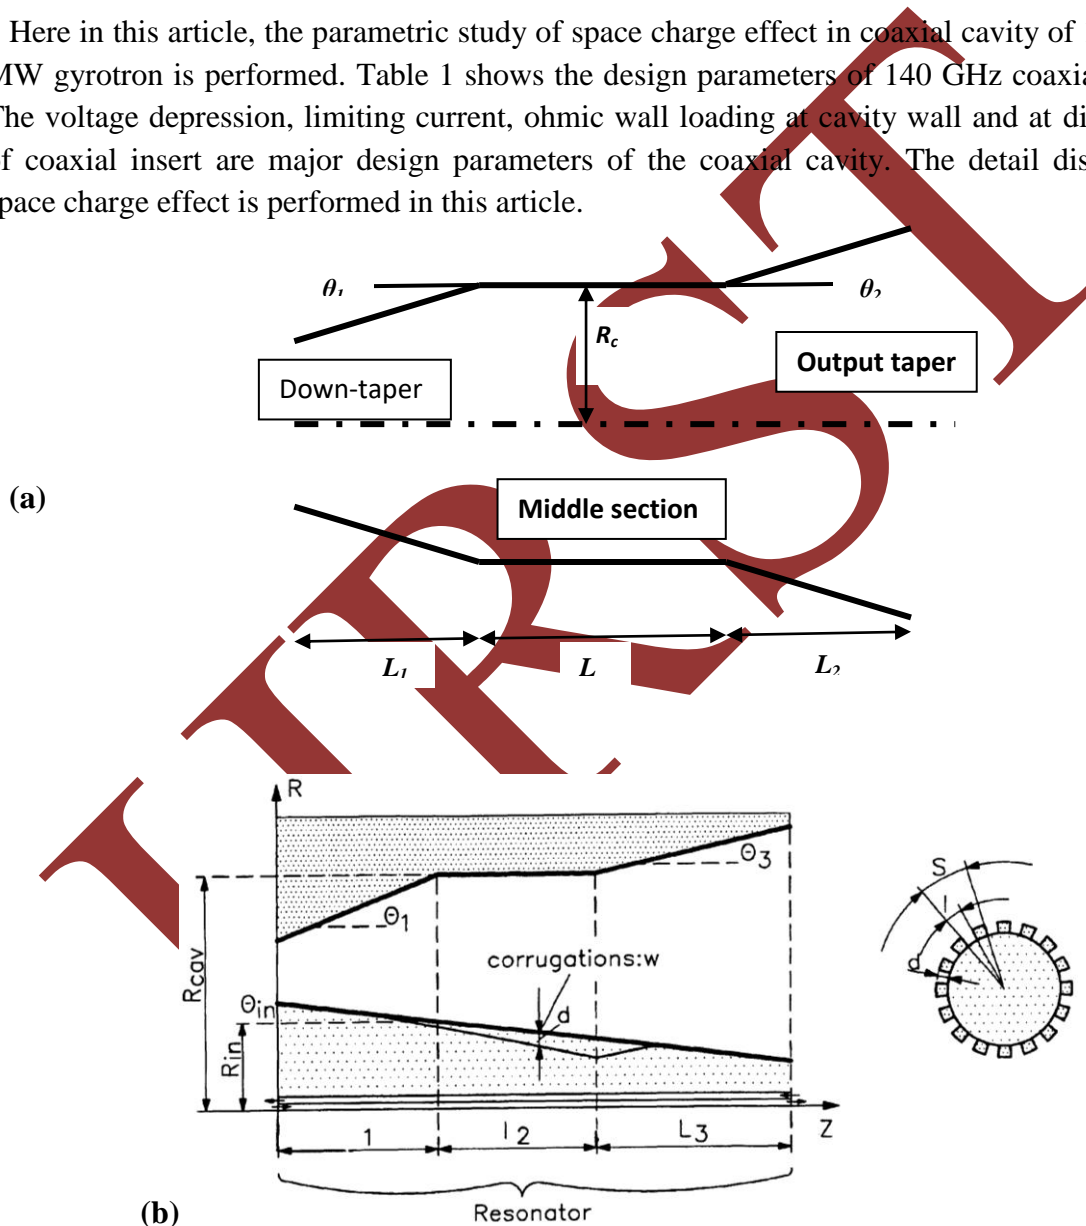 Here in this article, the parametric study of space charge effect in coaxial cavity of
MW gyrotron is performed. Table 1 shows the design parameters of 140 GHz coaxia
The voltage depression, limiting current, ohmic wall loading at cavity wall and at di
of coaxial insert are major design parameters of the coaxial cavity. The detail dis
space charge effect is performed in this article.
θ1
θ2
Rc
Output taper
Down-taper
(a)
Middle section
L1
L
L2
IJRST
R
Θ3
Θ1
S
l
d
corrugations:w
d
Rcav
Θin
Rin
Z
1
l2
L3
Resonator
(b)